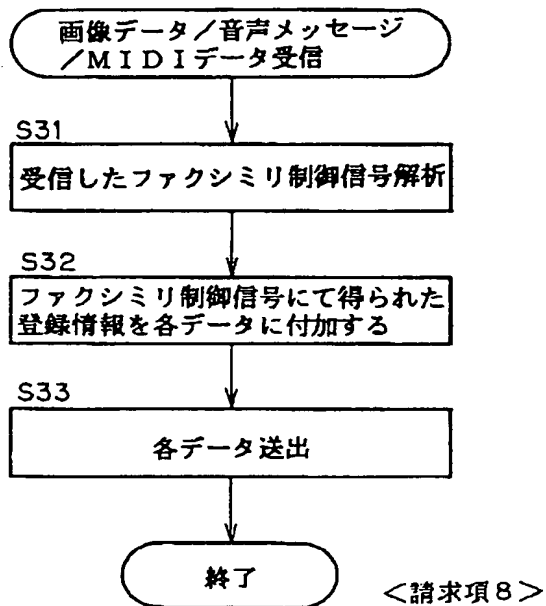 画像データ／音声メッセージ
／ＭＩＤＩデータ受信
S31
受信したファクシミリ制御信号解析
S32
ファクシミリ制御信号にて得られた
登録情報を各データに付加する
S33
各データ送出
終了
＜請求項８＞